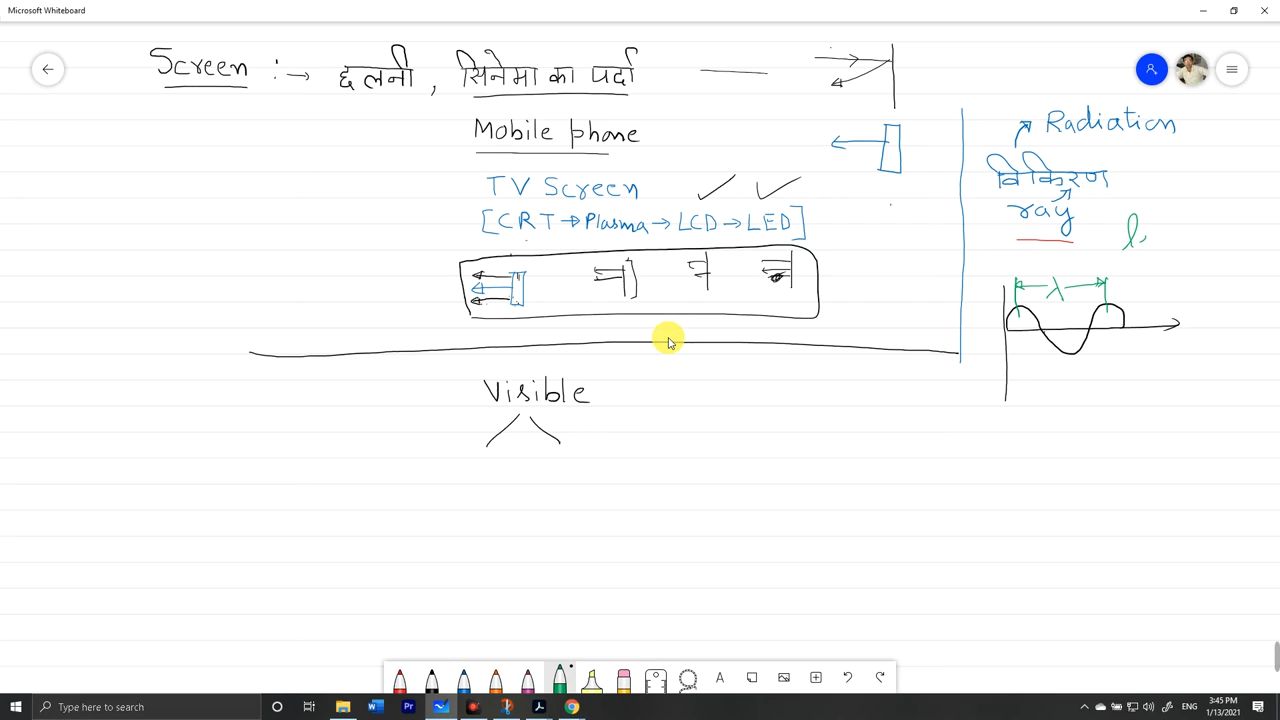 Microsoft Whiteboard
Screen :→ छलनी, सिनेमा का पर्दा
Mobile phone
TV Screen
[CRT → Plasma → LCD → LED]
Radiation
विकिरण
ray
λ
Visible
Type here to search
ENG
3:45 PM
1/13/2021